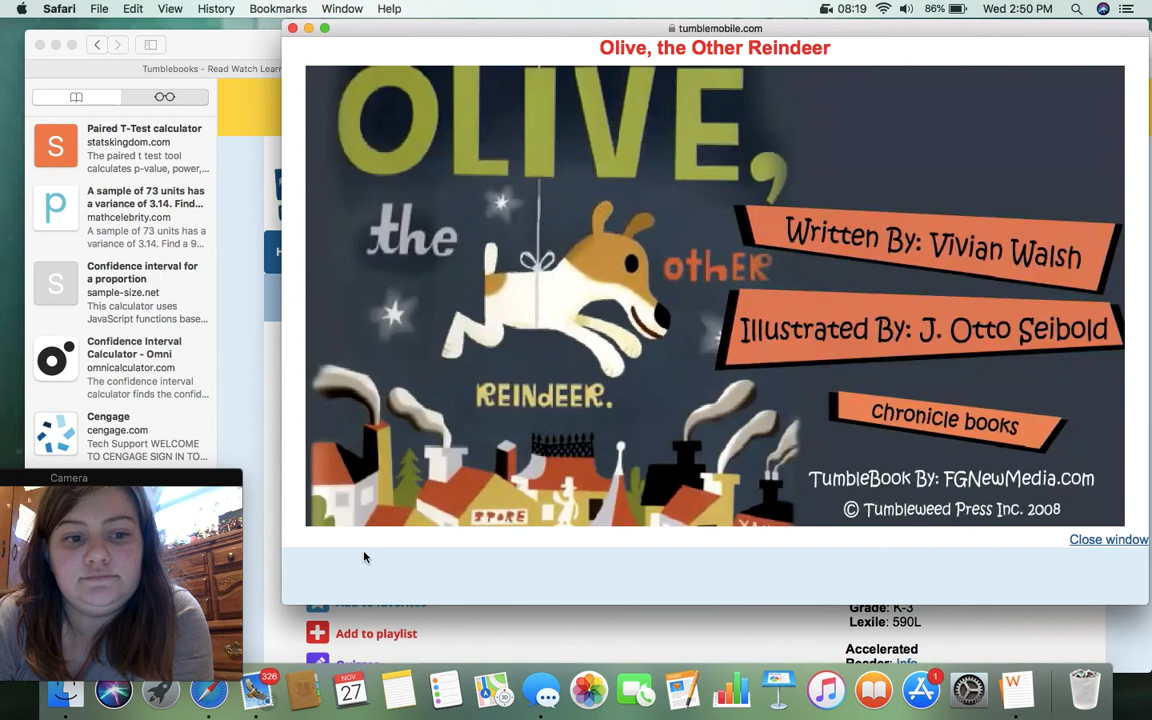 Safari File Edit View History Bookmarks Window Help
08:19 86% Wed 2:50 PM
tumblemobile.com
Olive, the Other Reindeer
Tumblebooks - Read Watch Learn
Paired T-Test calculator
statskingdom.com
The paired t test tool
calculates p-value, power,...
A sample of 73 units has
a variance of 3.14. Find...
mathcelebrity.com
A sample of 73 units has a
variance of 3.14. Find a 9...
Confidence interval for
a proportion
sample-size.net
This calculator uses
JavaScript functions base...
Confidence Interval
Calculator - Omni
omnicalculator.com
The confidence interval
calculator finds the confid...
Cengage
cengage.com
Tech Support WELCOME
TO CENGAGE SIGN IN TO...
Camera
OLIVE,
the
other
REINdEER.
STORE
Written By: Vivian Walsh
Illustrated By: J. Otto Seibold
chronicle books
TumbleBook By: FGNewMedia.com
© Tumbleweed Press Inc. 2008
Close window
Add to favorites
Add to playlist
Quizzes
Grade: K-3
Lexile: 590L
Accelerated
Reader: Info
326
NOV
27
1